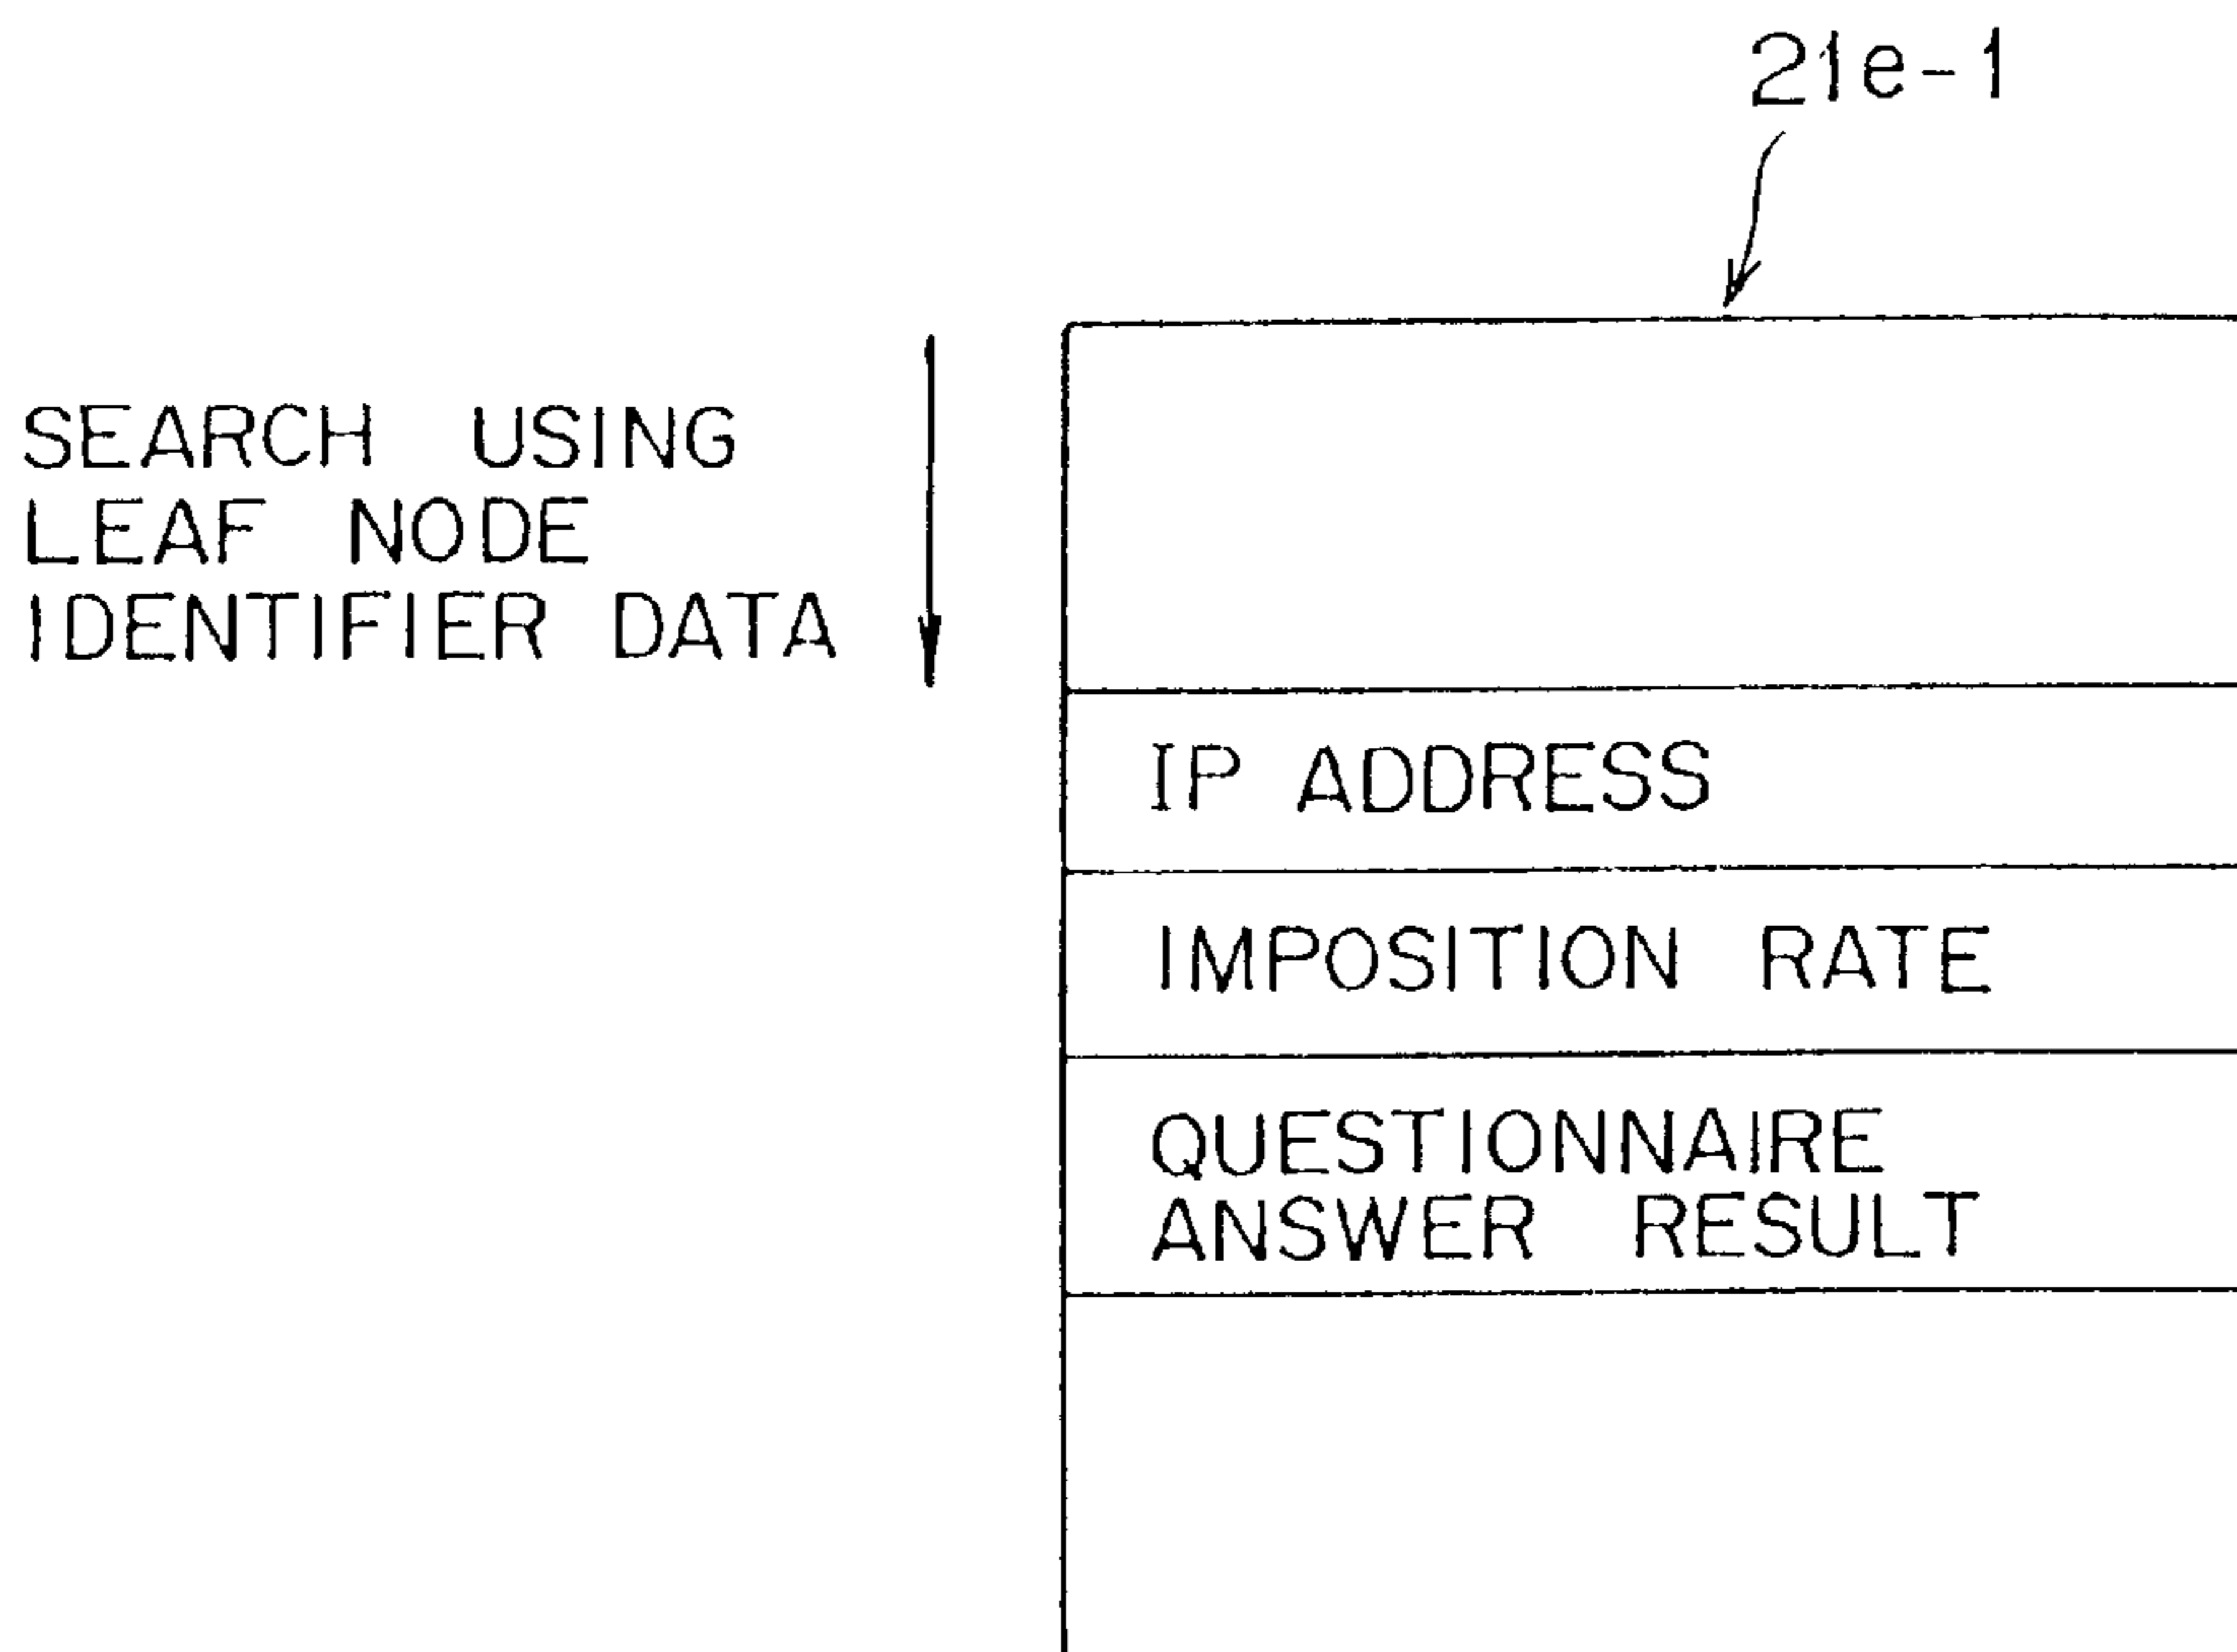 21e-1
SEARCH USING
LEAF NODE
IDENTIFIER DATA
IP ADDRESS
IMPOSITION RATE
QUESTIONNAIRE
ANSWER RESULT